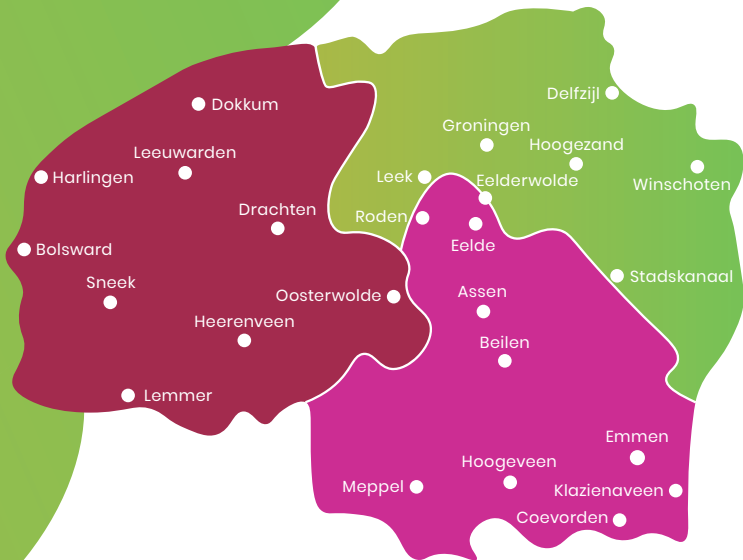 Dokkum
Delfzijl
Groningen
Hoogezand
Leeuwarden
Harlingen
Leek
Eelderwolde
Winschoten
Drachten
Roden
Eelde
Bolsward
Stadskanaal
Sneek
Oosterwolde
Assen
Heerenveen
Beilen
Lemmer
Emmen
Hoogeveen
Meppel
Klazienaveen
Coevorden